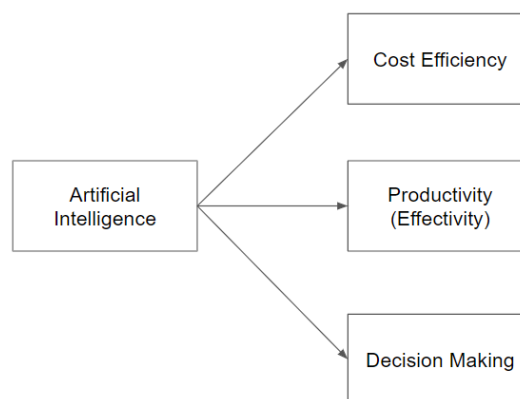 Cost Efficiency
Artificial
Intelligence
Productivity
(Effectivity)
Decision Making